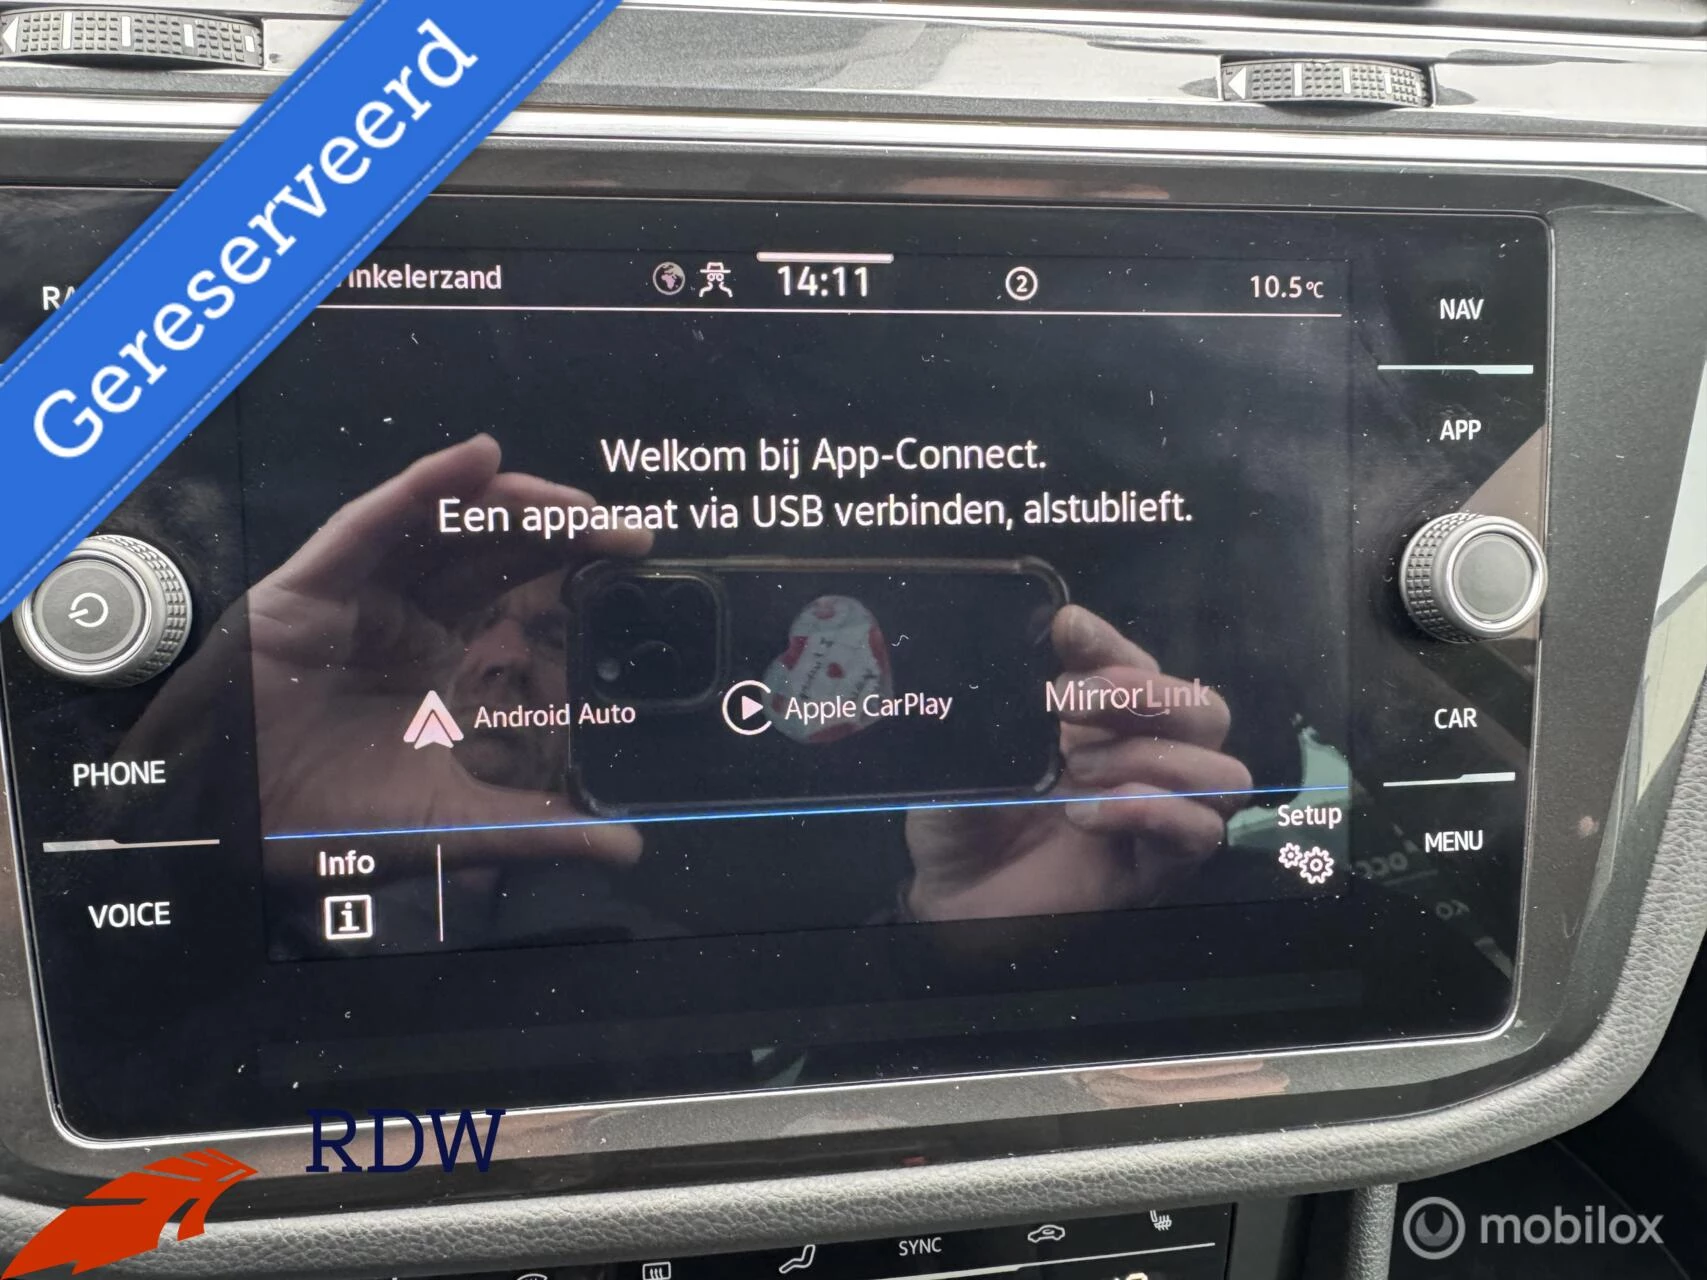 Gereserveerd
inkelerzand
14:11
2
10.5°C
NAV
APP
Welkom bij App-Connect.
Een apparaat via USB verbinden, alstublieft.
Android Auto
Apple CarPlay
MirrorLink
PHONE
CAR
Setup
MENU
Info
VOICE
RDW
SYNC
mobilox